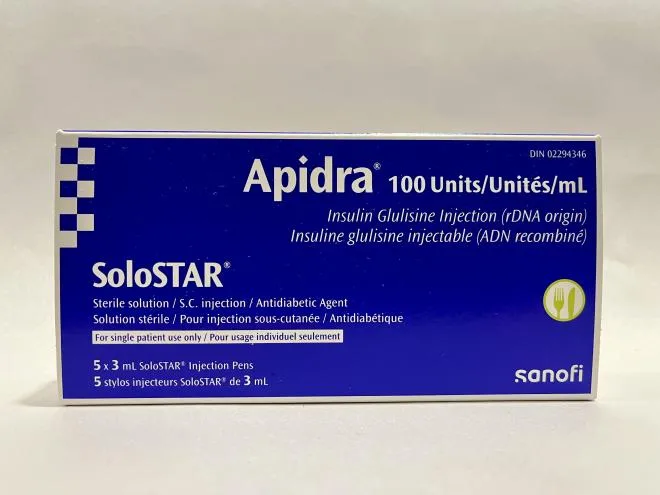 DIN 02294346
Apidra® 100 Units/Unités/mL
Insulin Glulisine Injection (rDNA origin)
Insuline glulisine injectable (ADN recombiné)
SoloSTAR®
Sterile solution / S.C. injection / Antidiabetic Agent
Solution stérile / Pour injection sous-cutanée / Antidiabétique
For single patient use only / Pour usage individuel seulement
5 x 3 mL SoloSTAR® Injection Pens
5 stylos injecteurs SoloSTAR® de 3 mL
sanofi